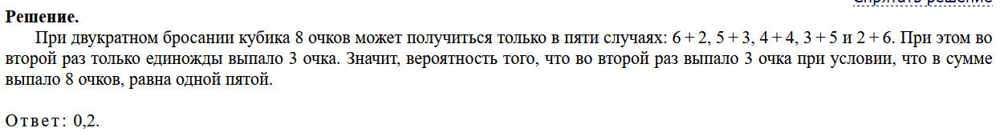 Спрятать решение
Решение.
При двукратном бросании кубика 8 очков может получиться только в пяти случаях: 6 + 2, 5 + 3, 4 + 4, 3 + 5 и 2 + 6. При этом во
второй раз только единожды выпало 3 очка. Значит, вероятность того, что во второй раз выпало 3 очка при условии, что в сумме
выпало 8 очков, равна одной пятой.
Ответ: 0,2.